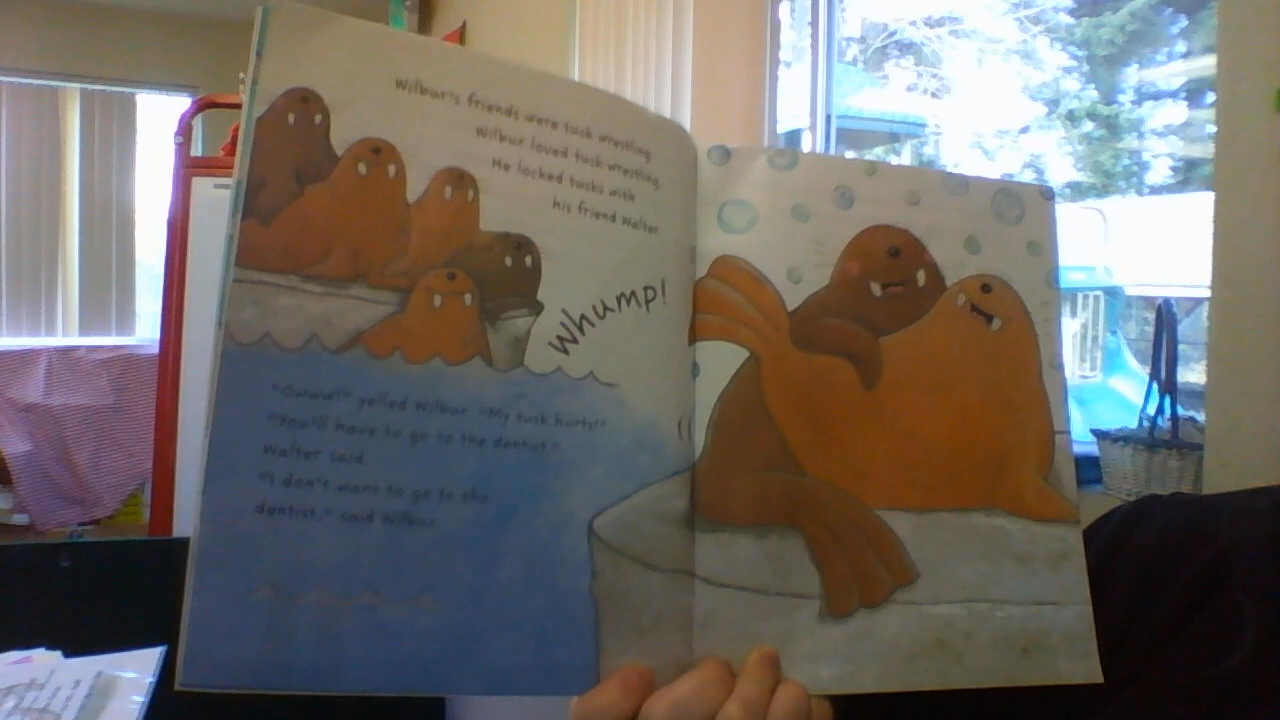 Wilbur's friends were tusk wrestling.
Wilbur loved tusk wrestling.
He locked tusks with
his friend Walter.
Whump!
"Owww!" yelled Wilbur. "My tusk hurts!"
"You'll have to go to the dentist,"
Walter said.
"I don't want to go to the
dentist," said Wilbur.